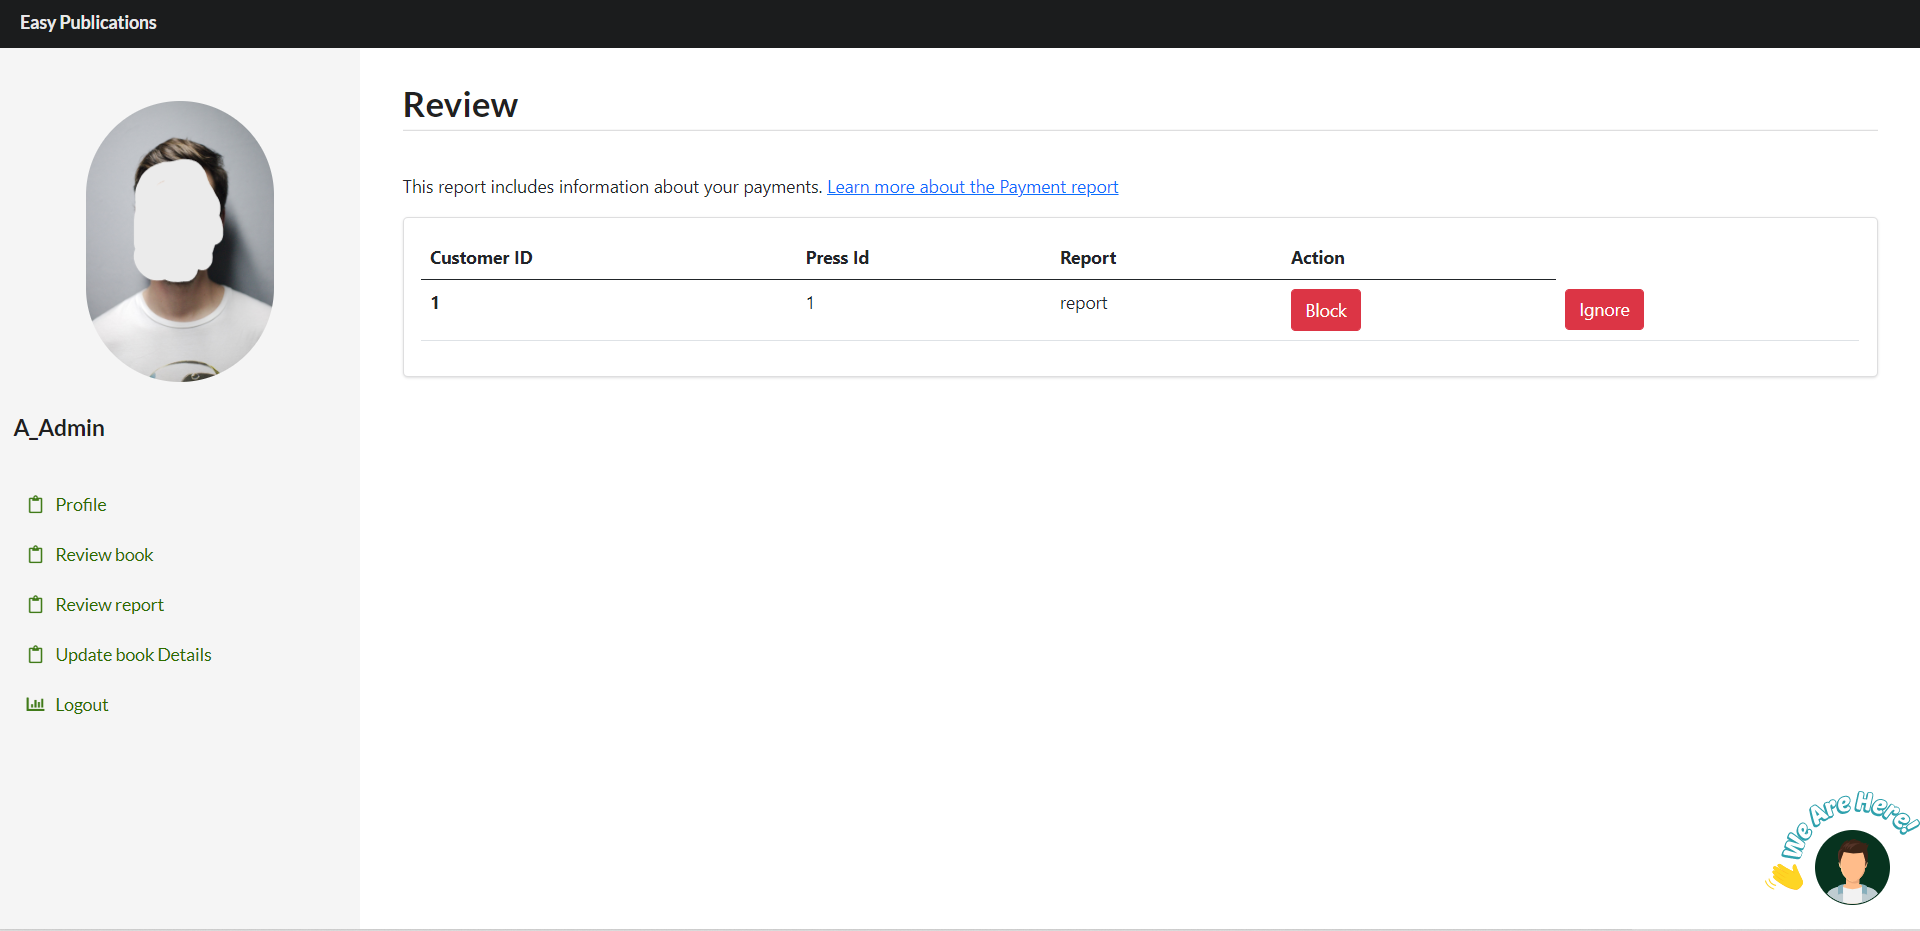 Easy Publications
A_Admin
Profile
Review book
Review report
Update book Details
Logout
Review
This report includes information about your payments. Learn more about the Payment report
Customer ID Press Id Report Action
1 1 report Block Ignore
We Are Here!